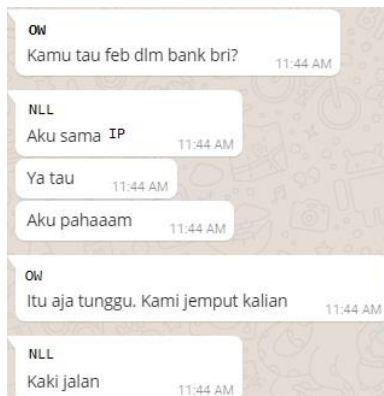 OW
Kamu tau feb dlm bank bri?
11:44 AM
NLL
Aku sama IP
11:44 AM
Ya tau
11:44 AM
Aku pahaaam
11:44 AM
OW
Itu aja tunggu. Kami jemput kalian
11:44 AM
NLL
Kaki jalan
11:44 AM